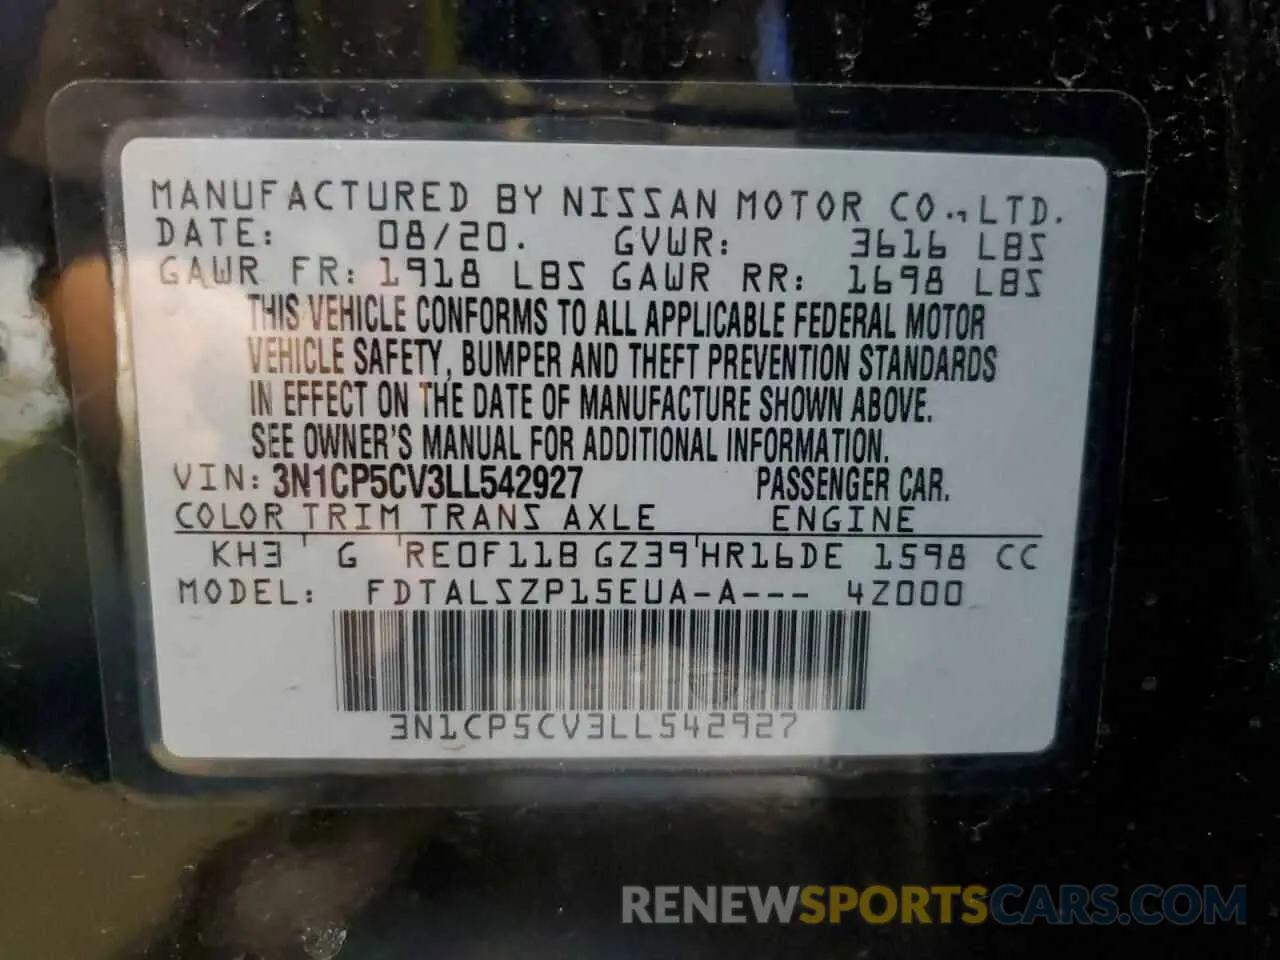 MANUFACTURED BY NISSAN MOTOR CO., LTD.
DATE: 08/20. GVWR: 3616 LBS
GAWR FR: 1918 LBS GAWR RR: 1698 LBS
THIS VEHICLE CONFORMS TO ALL APPLICABLE FEDERAL MOTOR
VEHICLE SAFETY, BUMPER AND THEFT PREVENTION STANDARDS
IN EFFECT ON THE DATE OF MANUFACTURE SHOWN ABOVE.
SEE OWNER'S MANUAL FOR ADDITIONAL INFORMATION.
VIN: 3N1CP5CV3LL542927 PASSENGER CAR.
COLOR TRIM TRANS AXLE ENGINE
KH3 G RE0F11B GZ39 HR16DE 1598 CC
MODEL: FDTALSZP15EUA-A--- 4Z000
3N1CP5CV3LL542927
RENEWSPORTSCARS.COM